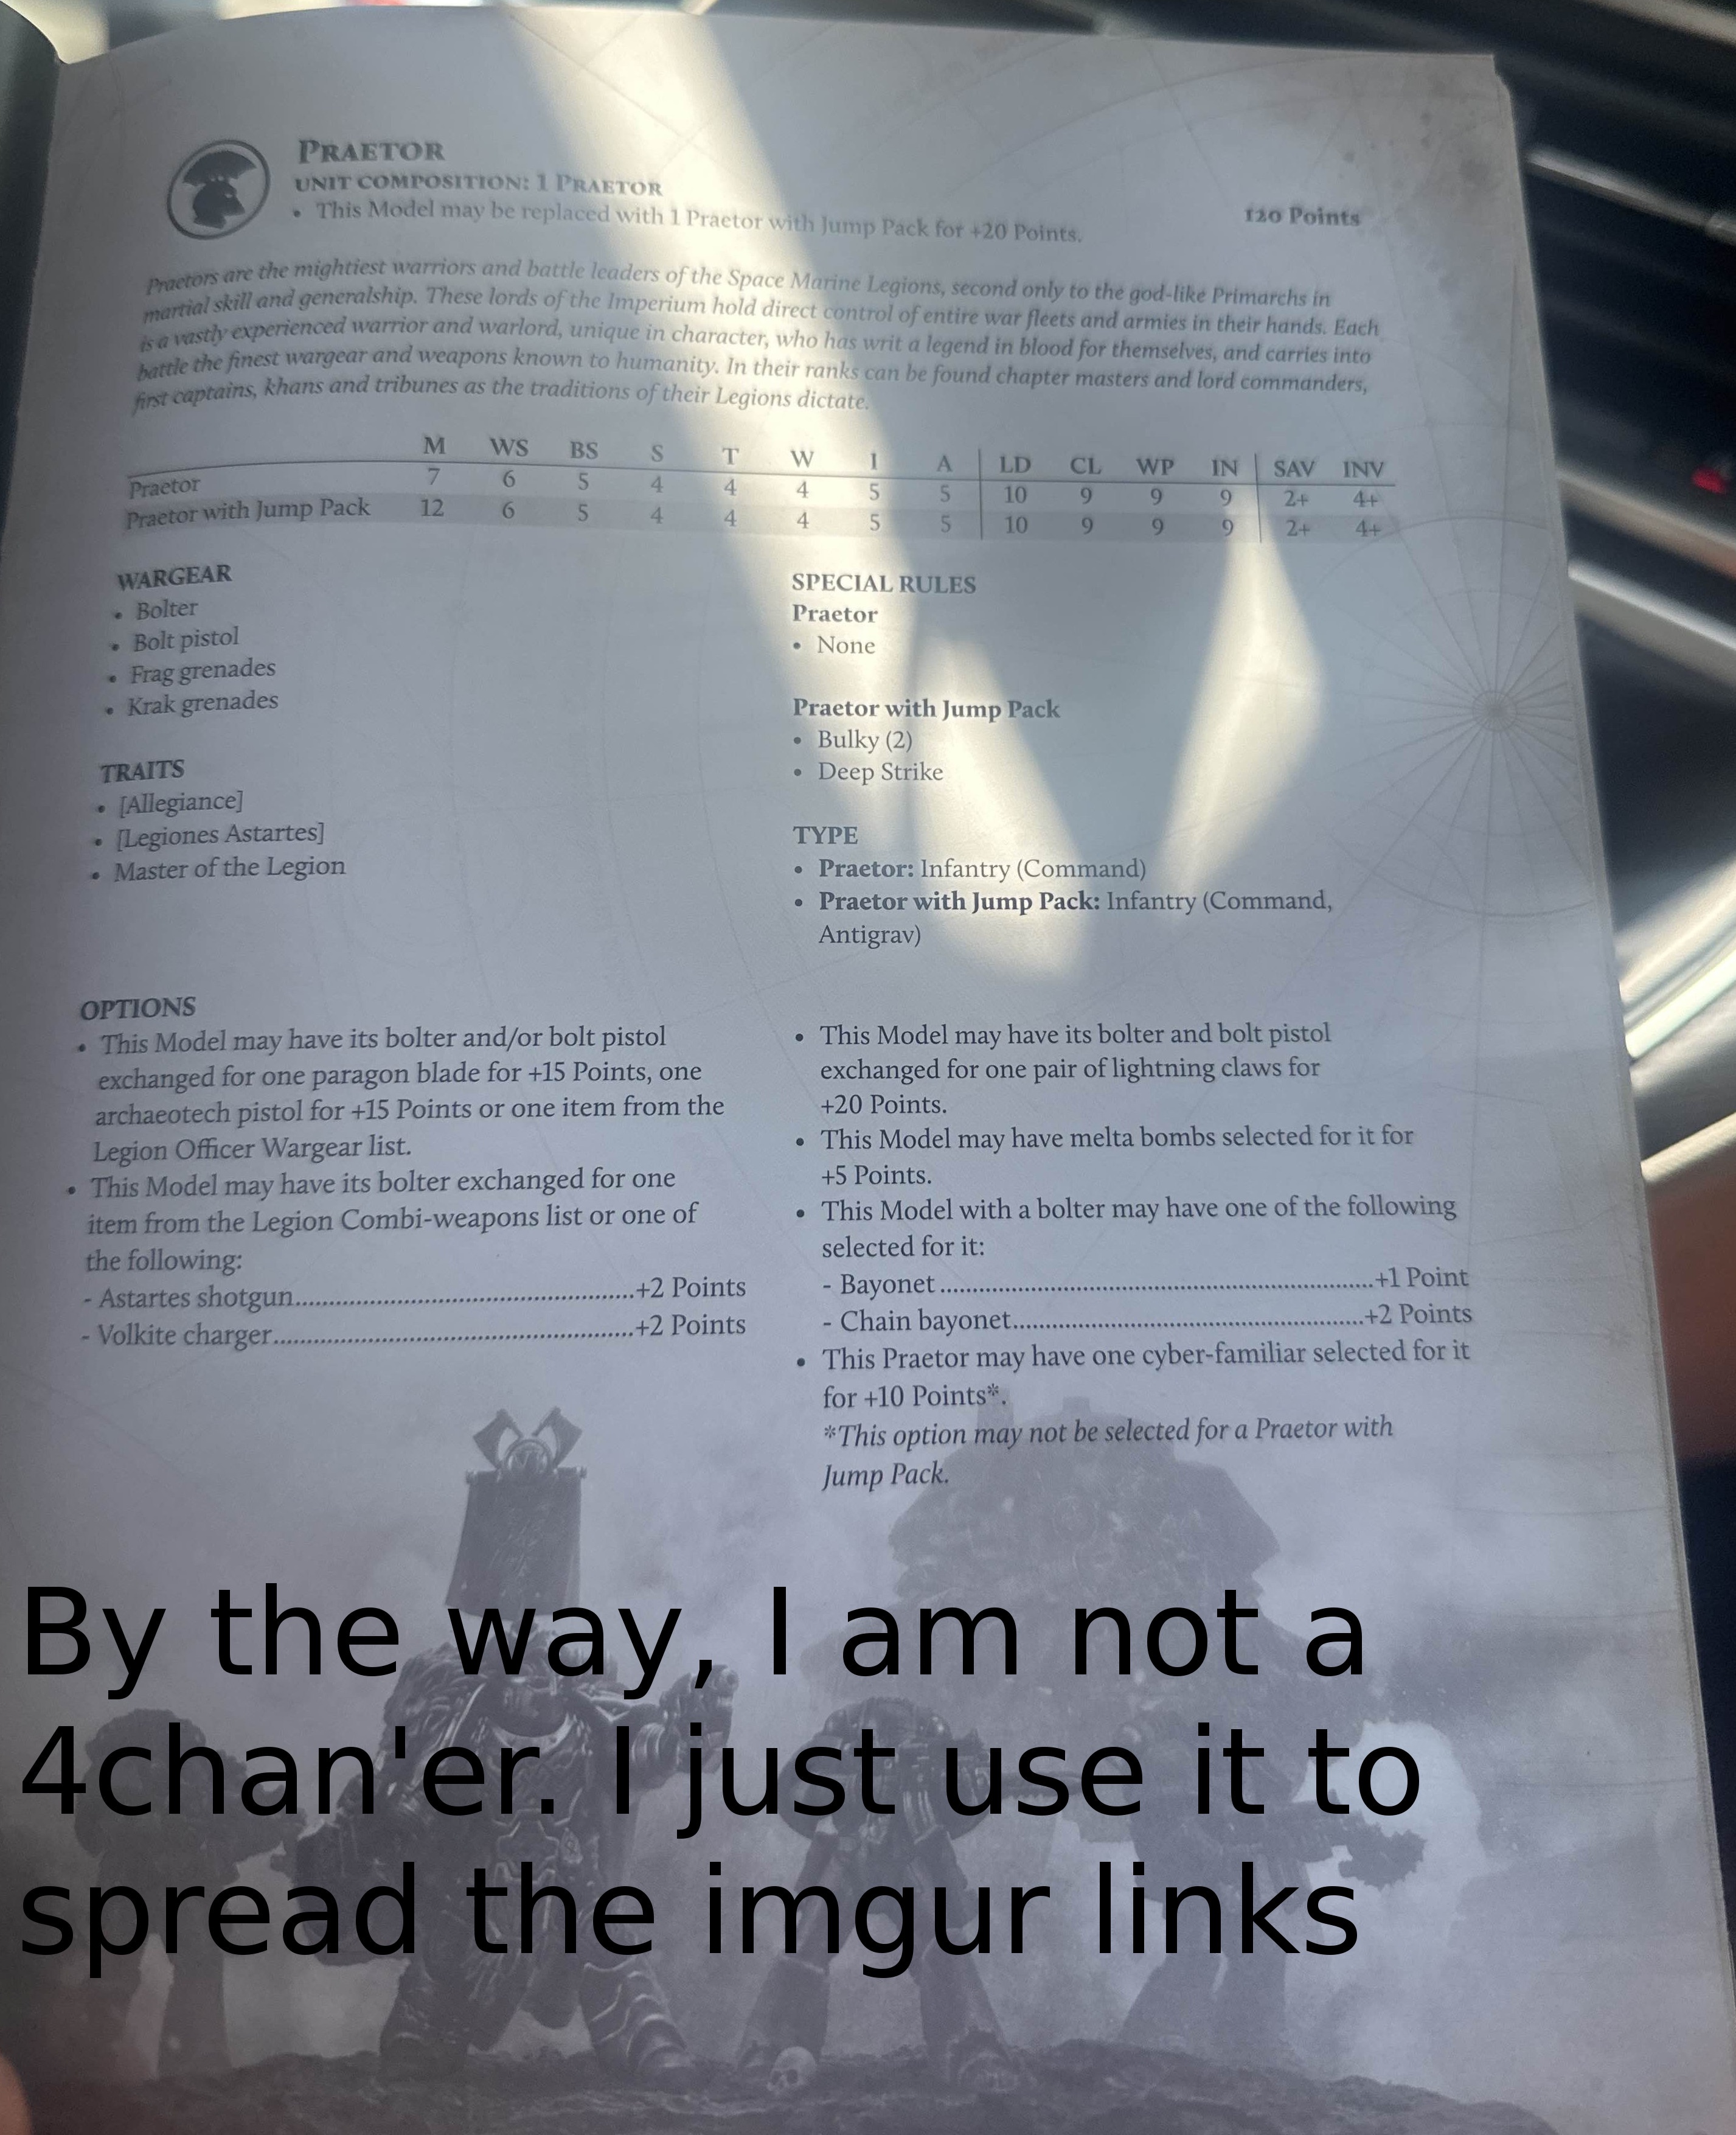 PRAETOR
UNIT COMPOSITION: 1 PRAETOR
• This Model may be replaced with 1 Praetor with Jump Pack for +20 Points.
120 Points
Praetors are the mightiest warriors and battle leaders of the Space Marine Legions, second only to the god-like Primarchs in
martial skill and generalship. These lords of the Imperium hold direct control of entire war fleets and armies in their hands. Each
is a vastly experienced warrior and warlord, unique in character, who has writ a legend in blood for themselves, and carries into
battle the finest wargear and weapons known to humanity. In their ranks can be found chapter masters and lord commanders,
first captains, khans and tribunes as the traditions of their Legions dictate.
M WS BS S T W I A LD CL WP IN SAV INV
Praetor 7 6 5 4 4 4 5 5 10 9 9 9 2+ 4+
Praetor with Jump Pack 12 6 5 4 4 4 5 5 10 9 9 9 2+ 4+
WARGEAR
• Bolter
• Bolt pistol
• Frag grenades
• Krak grenades
TRAITS
• [Allegiance]
• [Legiones Astartes]
• Master of the Legion
SPECIAL RULES
Praetor
• None
Praetor with Jump Pack
• Bulky (2)
• Deep Strike
TYPE
• Praetor: Infantry (Command)
• Praetor with Jump Pack: Infantry (Command,
Antigrav)
OPTIONS
• This Model may have its bolter and/or bolt pistol
exchanged for one paragon blade for +15 Points, one
archaeotech pistol for +15 Points or one item from the
Legion Officer Wargear list.
• This Model may have its bolter exchanged for one
item from the Legion Combi-weapons list or one of
the following:
- Astartes shotgun..................................................+2 Points
- Volkite charger.....................................................+2 Points
• This Model may have its bolter and bolt pistol
exchanged for one pair of lightning claws for
+20 Points.
• This Model may have melta bombs selected for it for
+5 Points.
• This Model with a bolter may have one of the following
selected for it:
- Bayonet................................................................+1 Point
- Chain bayonet....................................................+2 Points
• This Praetor may have one cyber-familiar selected for it
for +10 Points*.
*This option may not be selected for a Praetor with
Jump Pack.
By the way, I am not a
4chan'er. I just use it to
spread the imgur links